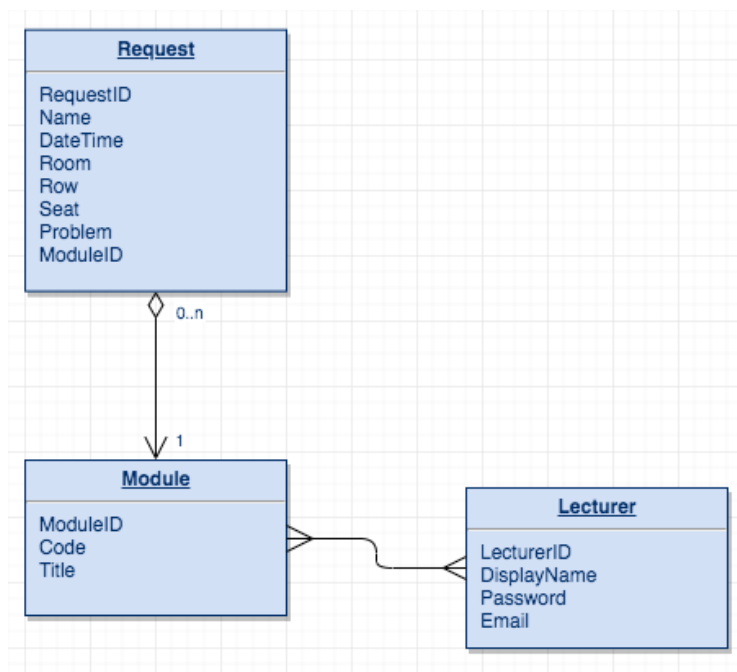 Request
RequestID
Name
DateTime
Room
Row
Seat
Problem
ModuleID
0..n
1
Module
ModuleID
Code
Title
Lecturer
LecturerID
DisplayName
Password
Email